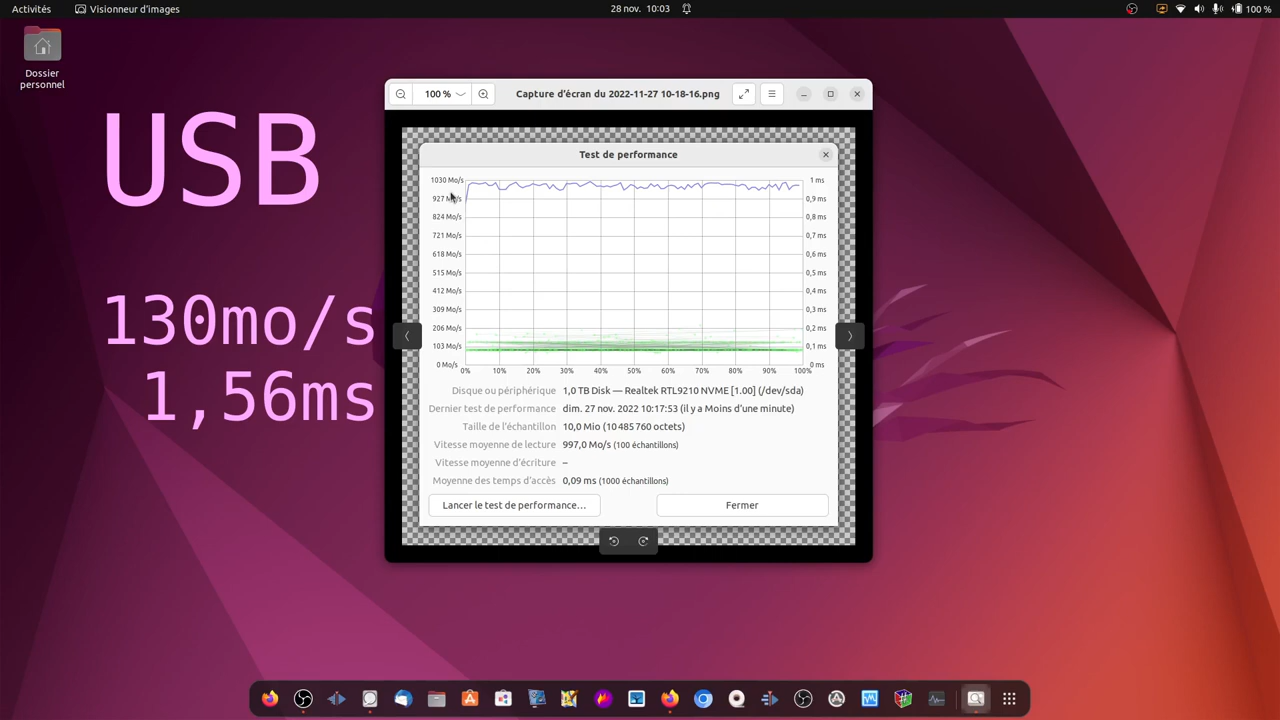 Activités
Visionneur d'images
28 nov. 10:03
100 %
Dossier
personnel
USB
130mo/s
1,56ms
100 %
Capture d'écran du 2022-11-27 10-18-16.png
Test de performance
1030 Mo/s
927 Mo/s
824 Mo/s
721 Mo/s
618 Mo/s
515 Mo/s
412 Mo/s
309 Mo/s
206 Mo/s
103 Mo/s
0 Mo/s
1 ms
0,9 ms
0,8 ms
0,7 ms
0,6 ms
0,5 ms
0,4 ms
0,3 ms
0,2 ms
0,1 ms
0 ms
0% 10% 20% 30% 40% 50% 60% 70% 80% 90% 100%
Disque ou périphérique 1,0 TB Disk — Realtek RTL9210 NVME [1.00] (/dev/sda)
Dernier test de performance dim. 27 nov. 2022 10:17:53 (il y a Moins d'une minute)
Taille de l'échantillon 10,0 Mio (10 485 760 octets)
Vitesse moyenne de lecture 997,0 Mo/s (100 échantillons)
Vitesse moyenne d'écriture –
Moyenne des temps d'accès 0,09 ms (1000 échantillons)
Lancer le test de performance… Fermer